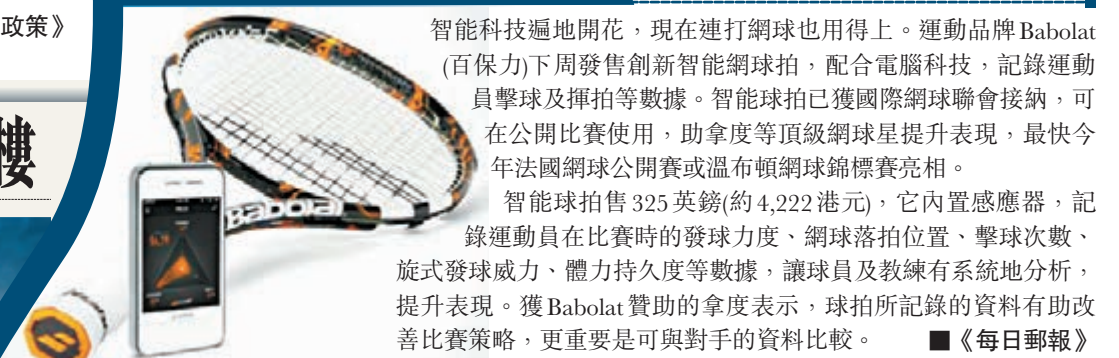 政策》
樓
智能科技遍地開花，現在連打網球也用得上。運動品牌Babolat
(百保力)下周發售創新智能網球拍，配合電腦科技，記錄運動
員擊球及揮拍等數據。智能球拍已獲國際網球聯會接納，可
在公開比賽使用，助拿度等頂級網球星提升表現，最快今
年法國網球公開賽或溫布頓網球錦標賽亮相。
智能球拍售325英鎊(約4,222港元)，它內置感應器，記
錄運動員在比賽時的發球力度、網球落拍位置、擊球次數、
旋式發球威力、體力持久度等數據，讓球員及教練有系統地分析，
提升表現。獲Babolat贊助的拿度表示，球拍所記錄的資料有助改
善比賽策略，更重要是可與對手的資料比較。 ■《每日郵報》
Babolat